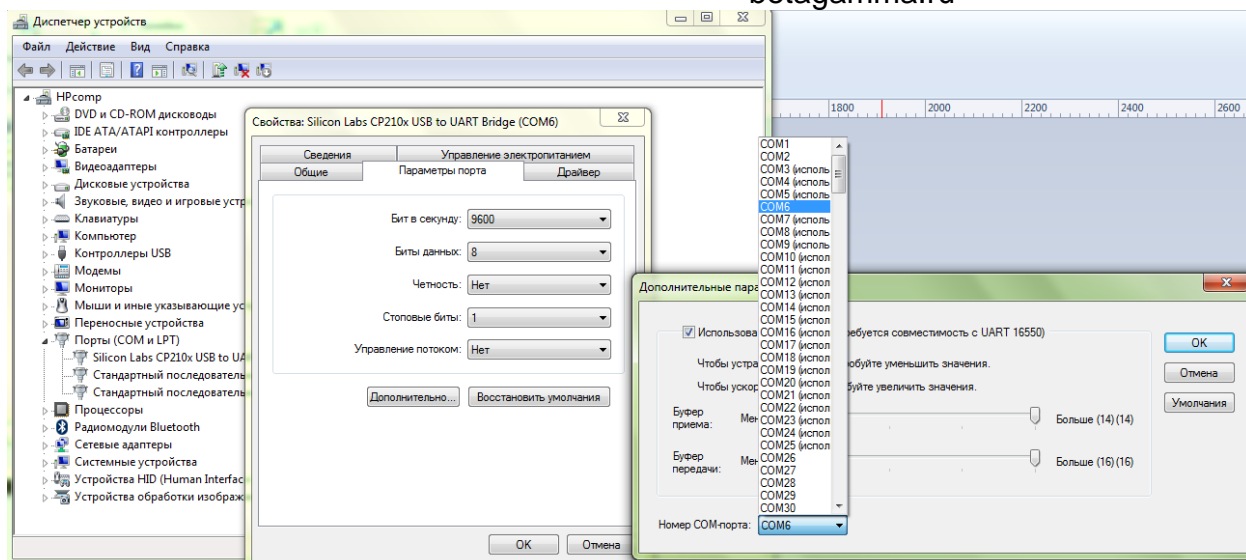 betagamma.ru
Диспетчер устройств
Файл Действие Вид Справка
HPcomp
DVD и CD-ROM дисководы
IDE ATA/ATAPI контроллеры
Батареи
Видеоадаптеры
Дисковые устройства
Звуковые, видео и игровые устр
Клавиатуры
Компьютер
Контроллеры USB
Модемы
Мониторы
Мыши и иные указывающие ус
Переносные устройства
Порты (COM и LPT)
Silicon Labs CP210x USB to UA
Стандартный последователь
Стандартный последователь
Процессоры
Радиомодули Bluetooth
Сетевые адаптеры
Системные устройства
Устройства HID (Human Interfac
Устройства обработки изображ
Свойства: Silicon Labs CP210x USB to UART Bridge (COM6)
Сведения Управление электропитанием
Общие Параметры порта Драйвер
Бит в секунду: 9600
Биты данных: 8
Четность: Нет
Стоповые биты: 1
Управление потоком: Нет
Дополнительно... Восстановить умолчания
OK Отмена
1800 2000 2200 2400 2600
COM1
COM2
COM3 (исполь
COM4 (исполь
COM5 (исполь
COM6
COM7 (исполь
COM8 (исполь
COM9 (исполь
COM10 (испол
COM11 (испол
COM12 (испол
COM13 (испол
COM14 (испол
COM15 (испол
COM16 (испол
COM17 (испол
COM18 (испол
COM19 (испол
COM20 (испол
COM21 (испол
COM22 (испол
COM23 (испол
COM24 (испол
COM25 (испол
COM26
COM27
COM28
COM29
COM30
Дополнительные пара
Использова ребуется совместимость с UART 16550)
Чтобы устра обуйте уменьшить значения.
Чтобы ускор буйте увеличить значения.
Буфер
приема: Мен Больше (14) (14)
Буфер
передачи: Мен Больше (16) (16)
Номер COM-порта: COM6
OK
Отмена
Умолчания